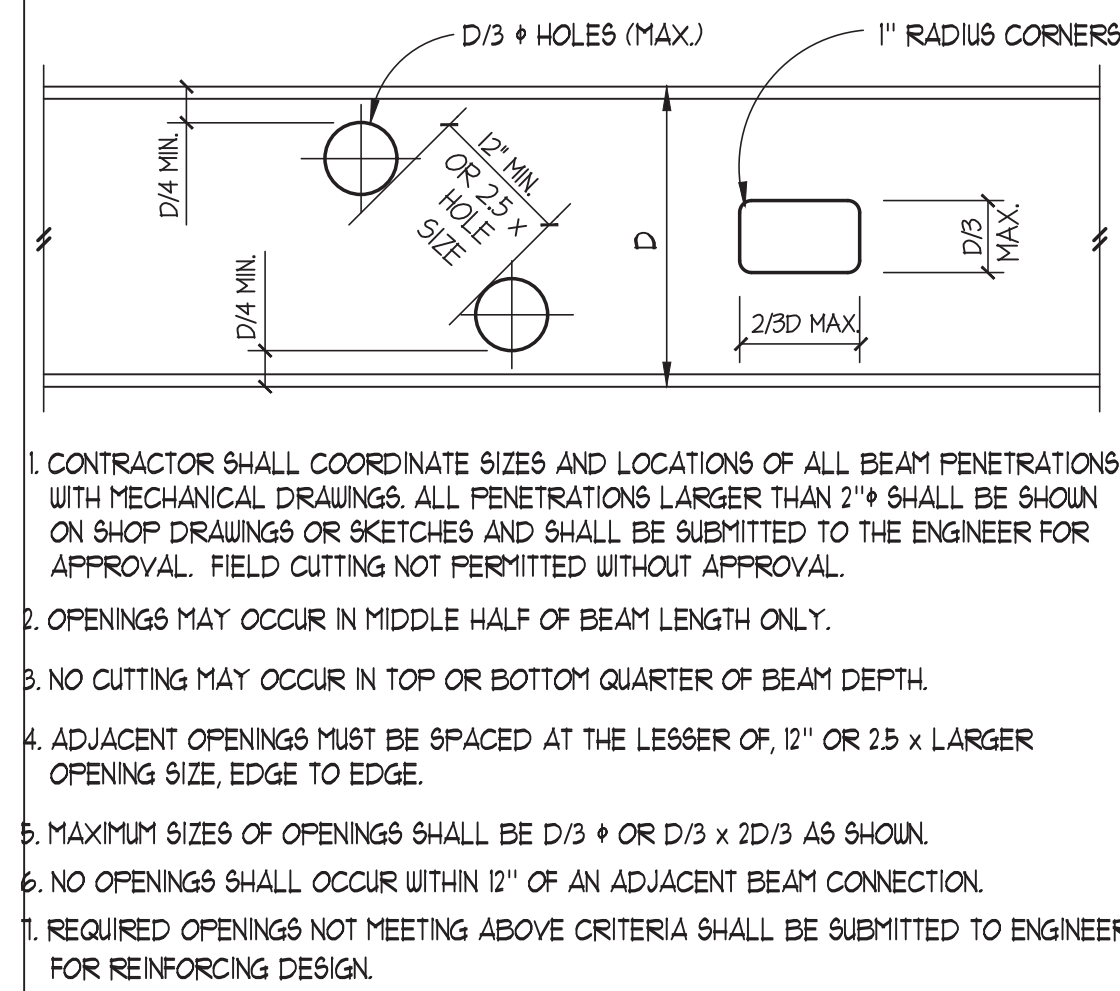 D/3 ϕ HOLES (MAX.)
1" RADIUS CORNERS
D/4 MIN.
12" MIN.
OR 2.5 x
HOLE
SIZE
D/4 MIN.
D
D/3
MAX.
2/3D MAX.
1. CONTRACTOR SHALL COORDINATE SIZES AND LOCATIONS OF ALL BEAM PENETRATIONS
WITH MECHANICAL DRAWINGS. ALL PENETRATIONS LARGER THAN 2"ϕ SHALL BE SHOWN
ON SHOP DRAWINGS OR SKETCHES AND SHALL BE SUBMITTED TO THE ENGINEER FOR
APPROVAL. FIELD CUTTING NOT PERMITTED WITHOUT APPROVAL.
2. OPENINGS MAY OCCUR IN MIDDLE HALF OF BEAM LENGTH ONLY.
3. NO CUTTING MAY OCCUR IN TOP OR BOTTOM QUARTER OF BEAM DEPTH.
4. ADJACENT OPENINGS MUST BE SPACED AT THE LESSER OF, 12" OR 2.5 x LARGER
OPENING SIZE, EDGE TO EDGE.
5. MAXIMUM SIZES OF OPENINGS SHALL BE D/3 ϕ OR D/3 x 2D/3 AS SHOWN.
6. NO OPENINGS SHALL OCCUR WITHIN 12" OF AN ADJACENT BEAM CONNECTION.
7. REQUIRED OPENINGS NOT MEETING ABOVE CRITERIA SHALL BE SUBMITTED TO ENGINEER
FOR REINFORCING DESIGN.